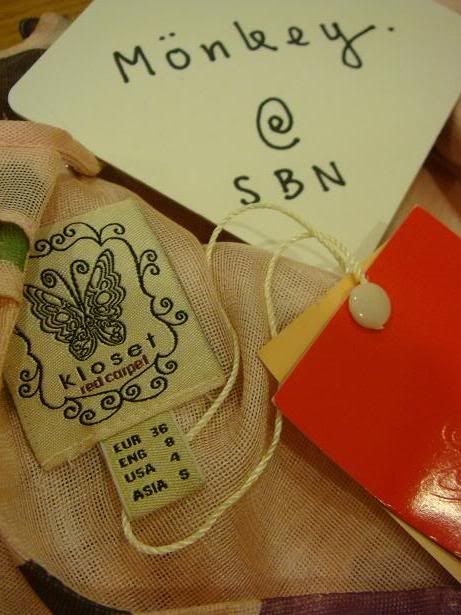 Mönkey.
@
SBN
kloset
red carpet
EUR 36
ENG 8
USA 4
ASIA S